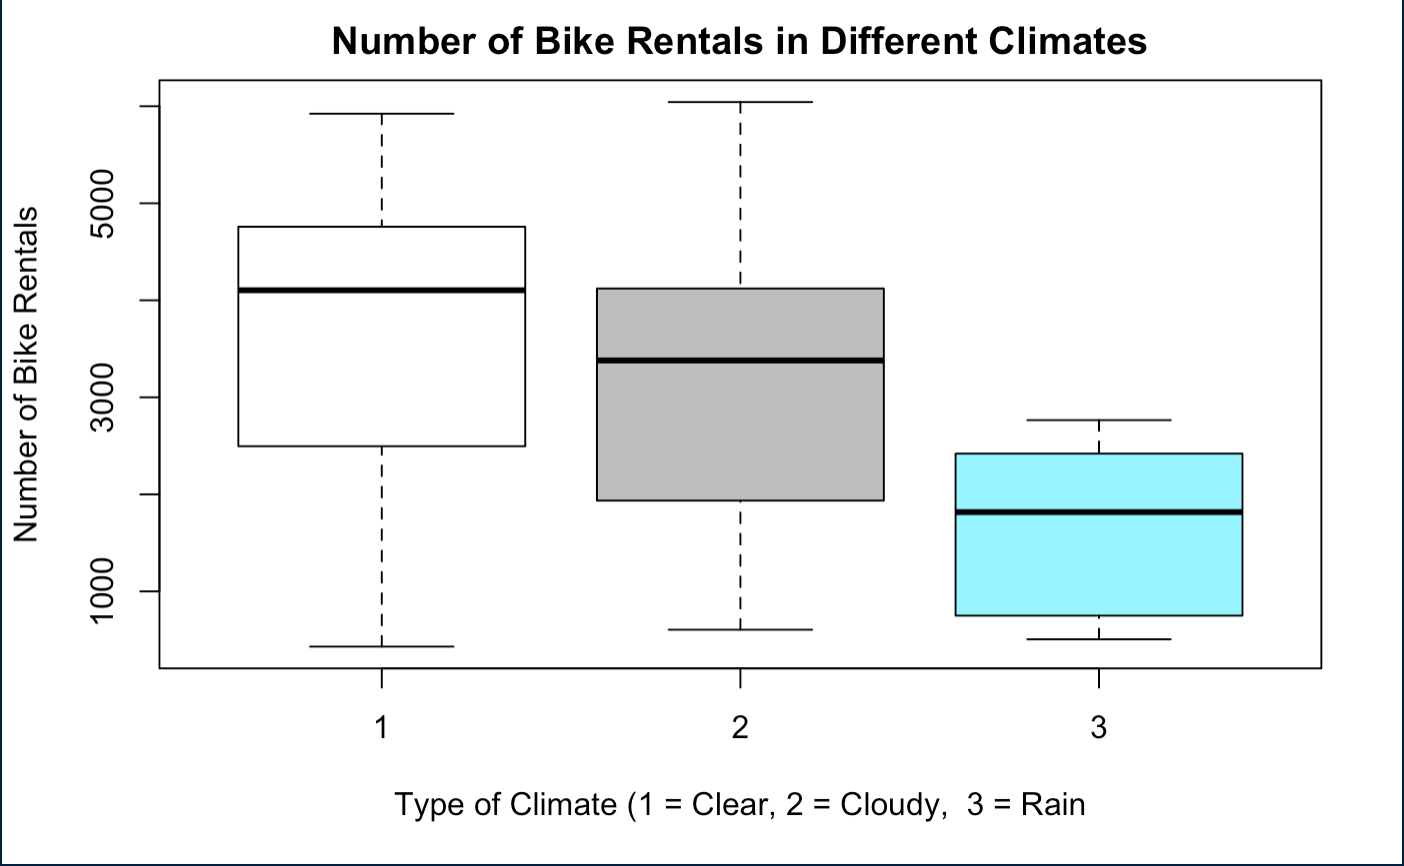 Number of Bike Rentals in Different Climates
Number of Bike Rentals
5000
3000
1000
1
2
3
Type of Climate (1 = Clear, 2 = Cloudy,  3 = Rain